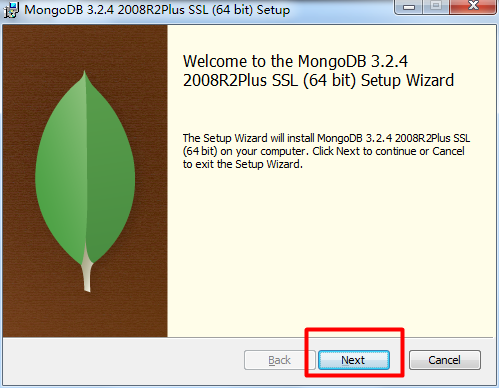 MongoDB 3.2.4 2008R2Plus SSL (64 bit) Setup
Welcome to the MongoDB 3.2.4
2008R2Plus SSL (64 bit) Setup Wizard
The Setup Wizard will install MongoDB 3.2.4 2008R2Plus SSL
(64 bit) on your computer. Click Next to continue or Cancel
to exit the Setup Wizard.
Back Next Cancel